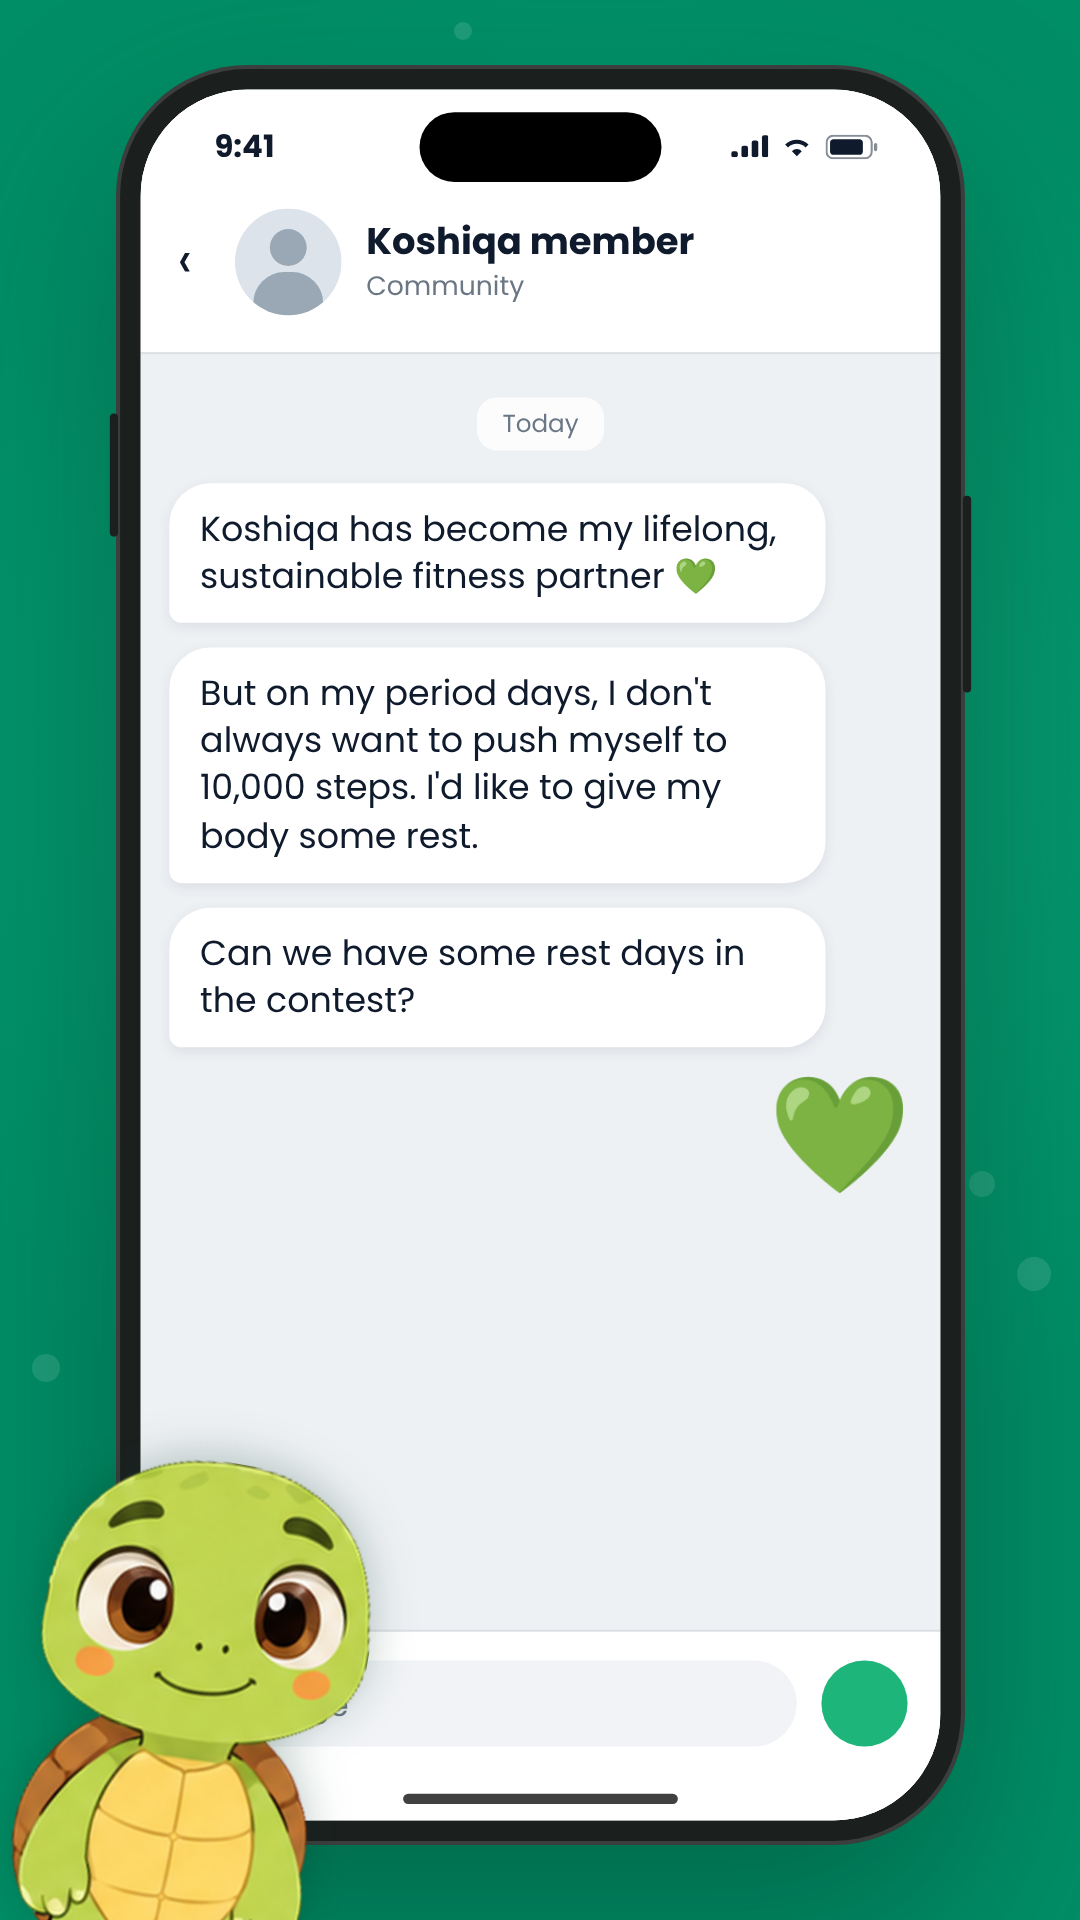 9:41
Koshiqa member
Community
Today
Koshiqa has become my lifelong,
sustainable fitness partner 💚
But on my period days, I don't
always want to push myself to
10,000 steps. I'd like to give my
body some rest.
Can we have some rest days in
the contest?
💚